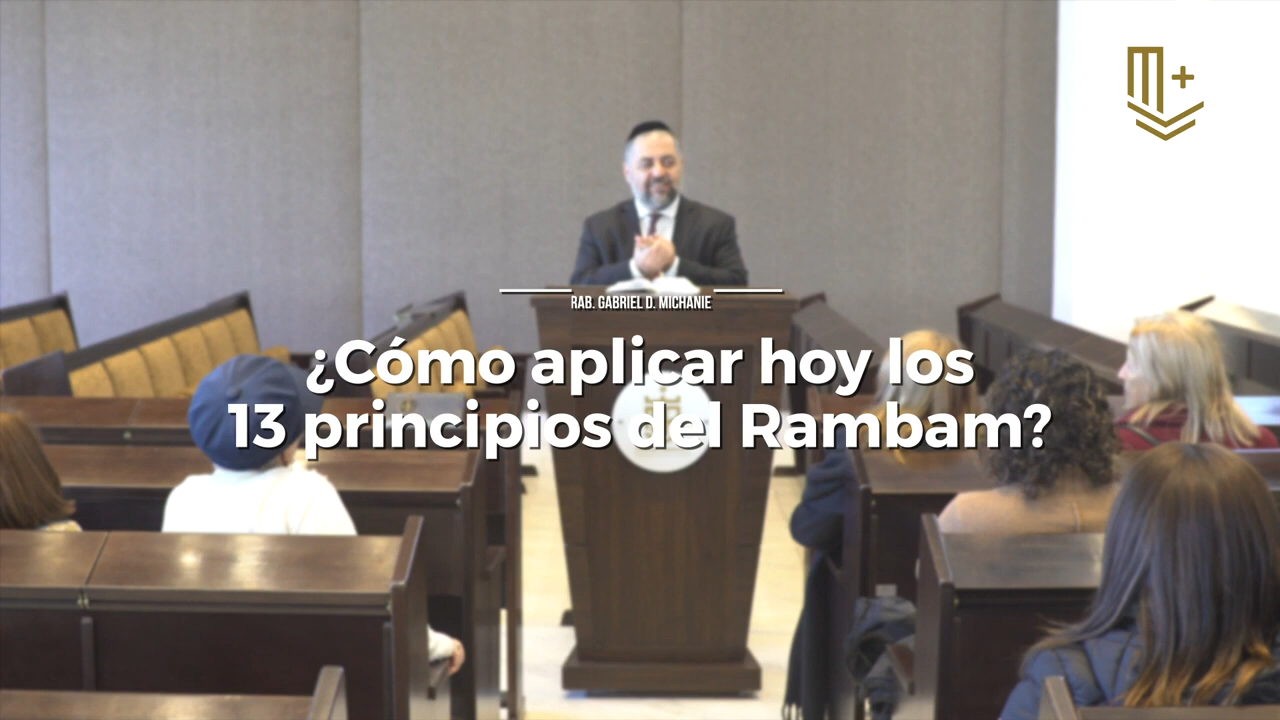 M+
RAB. GABRIEL D. MICHANIE
¿Cómo aplicar hoy los
13 principios del Rambam?